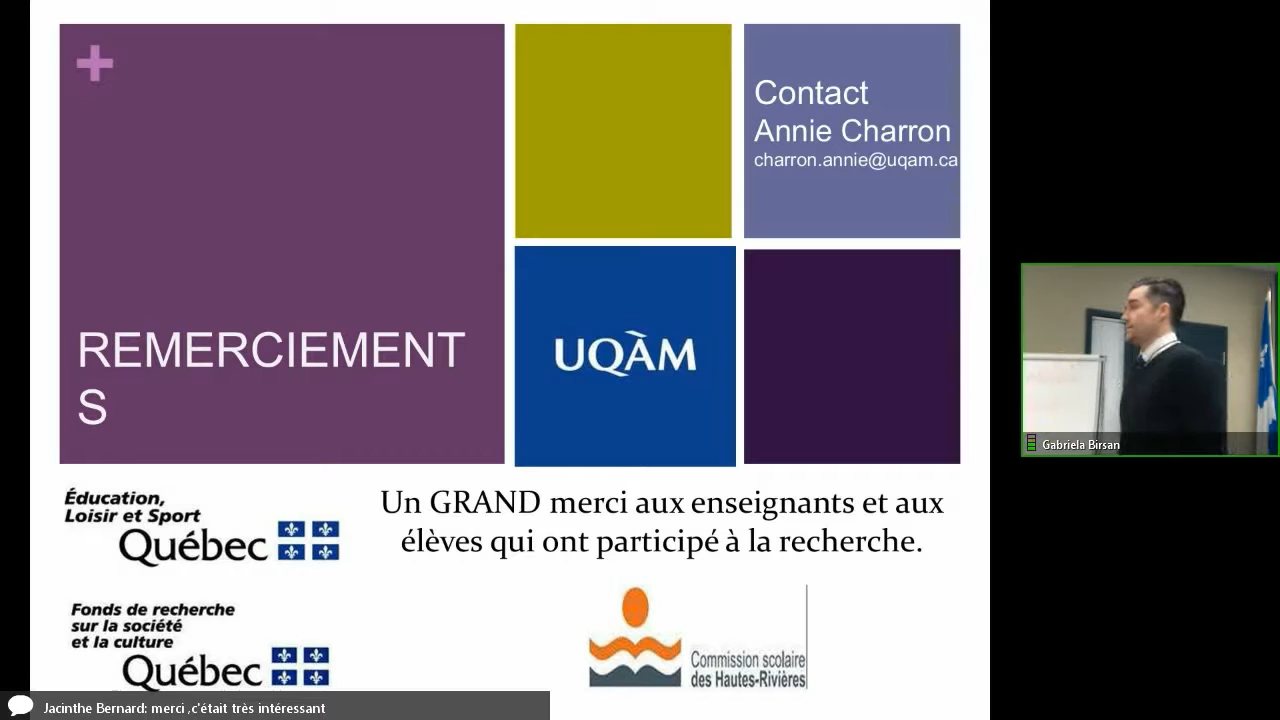 +
Contact
Annie Charron
charron.annie@uqam.ca
REMERCIEMENT
S
UQÀM
Éducation,
Loisir et Sport
Québec
Un GRAND merci aux enseignants et aux
élèves qui ont participé à la recherche.
Fonds de recherche
sur la société
et la culture
Québec
Commission scolaire
des Hautes-Rivières
Gabriela Birsan
Jacinthe Bernard: merci ,c'était très intéressant